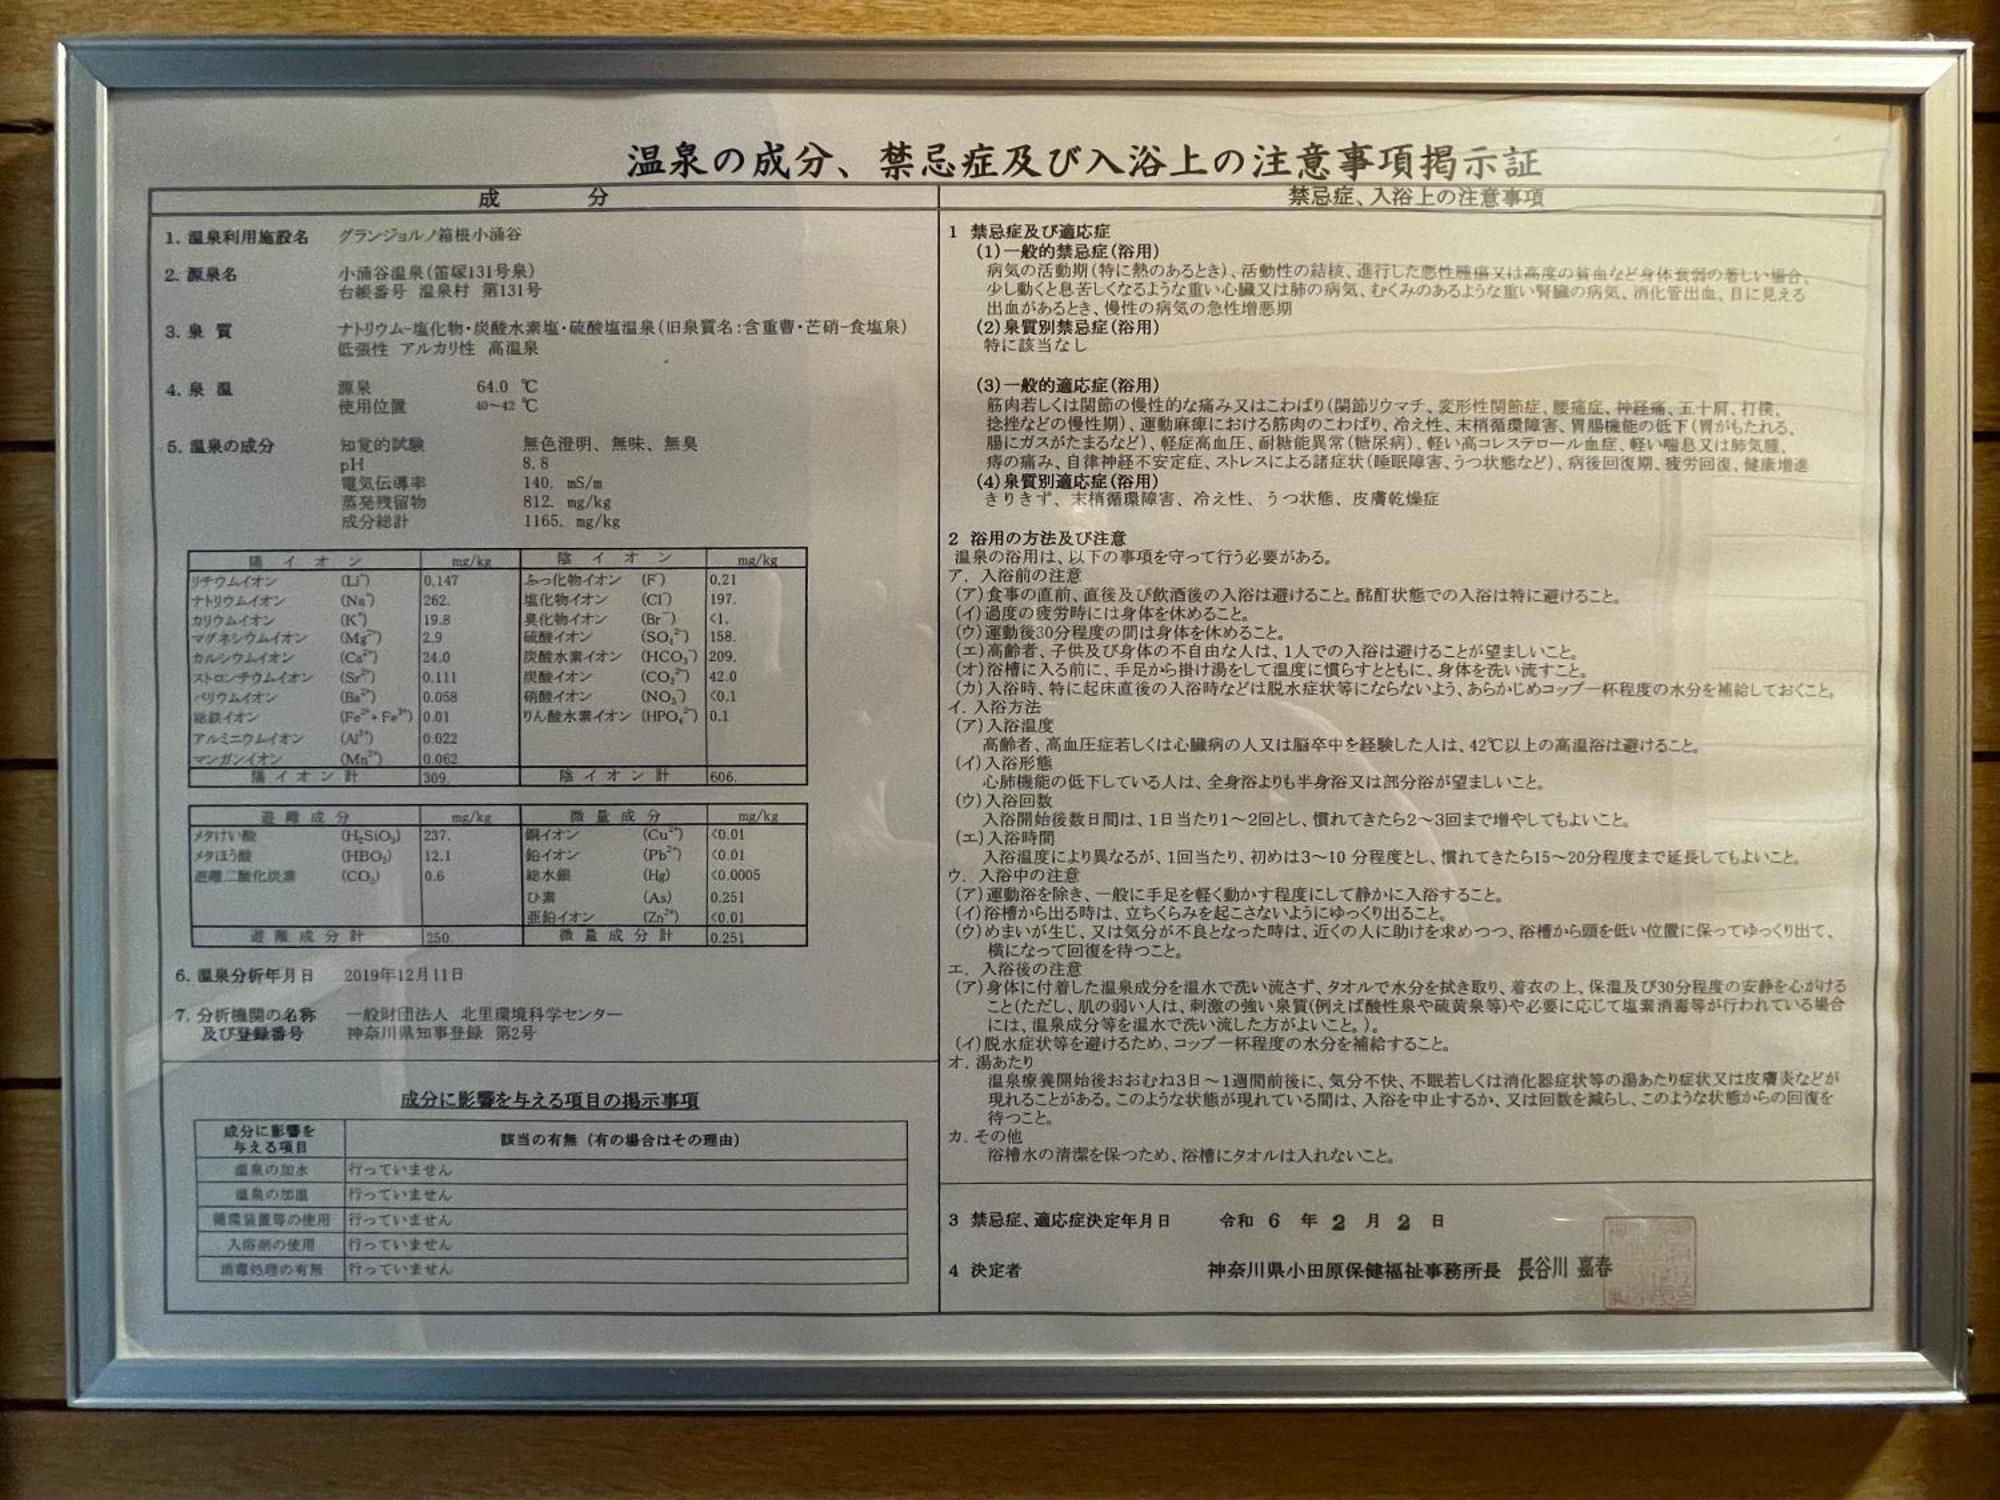 温泉の成分、禁忌症及び入浴上の注意事項掲示証
成 分
1. 温泉利用施設名 グランジョルノ箱根小涌谷
2. 源泉名 小涌谷温泉(笛塚131号泉)
台帳番号 温泉村 第131号
3. 泉 質 ナトリウム-塩化物・炭酸水素塩・硫酸塩温泉(旧泉質名:含重曹・芒硝-食塩泉)
低張性 アルカリ性 高温泉
4. 泉 温 源泉 64.0 ℃
使用位置 40~42 ℃
5. 温泉の成分 知覚的試験 無色澄明、無味、無臭
pH 8.8
電気伝導率 140. mS/m
蒸発残留物 812. mg/kg
成分総計 1165. mg/kg
陽 イ オ ン mg/kg 陰 イ オ ン mg/kg
リチウムイオン (Li⁺) 0.147 ふっ化物イオン (F⁻) 0.21
ナトリウムイオン (Na⁺) 262. 塩化物イオン (Cl⁻) 197.
カリウムイオン (K⁺) 19.8 臭化物イオン (Br⁻) <1.
マグネシウムイオン (Mg²⁺) 2.9 硫酸イオン (SO₄²⁻) 158.
カルシウムイオン (Ca²⁺) 24.0 炭酸水素イオン (HCO₃⁻) 209.
ストロンチウムイオン (Sr²⁺) 0.111 炭酸イオン (CO₃²⁻) 42.0
バリウムイオン (Ba²⁺) 0.058 硝酸イオン (NO₃⁻) <0.1
総鉄イオン (Fe²⁺+Fe³⁺) 0.01 りん酸水素イオン (HPO₄²⁻) 0.1
アルミニウムイオン (Al³⁺) 0.022
マンガンイオン (Mn²⁺) 0.062
陽 イ オ ン 計 309. 陰 イ オ ン 計 606.
遊 離 成 分 mg/kg 微 量 成 分 mg/kg
メタけい酸 (H₂SiO₃) 237. 銅イオン (Cu²⁺) <0.01
メタほう酸 (HBO₂) 12.1 鉛イオン (Pb²⁺) <0.01
遊離二酸化炭素 (CO₂) 0.6 総水銀 (Hg) <0.0005
ひ素 (As) 0.251
亜鉛イオン (Zn²⁺) <0.01
遊 離 成 分 計 250. 微 量 成 分 計 0.251
6. 温泉分析年月日 2019年12月11日
7. 分析機関の名称 一般財団法人 北里環境科学センター
及び登録番号 神奈川県知事登録 第2号
成分に影響を与える項目の掲示事項
成分に影響を
与える項目 該当の有無 (有の場合はその理由)
温泉の加水 行っていません
温泉の加温 行っていません
循環装置等の使用 行っていません
入浴剤の使用 行っていません
消毒処理の有無 行っていません
禁忌症、入浴上の注意事項
1 禁忌症及び適応症
(1)一般的禁忌症(浴用)
病気の活動期(特に熱のあるとき)、活動性の結核、進行した悪性腫瘍又は高度の貧血など身体衰弱の著しい場合、
少し動くと息苦しくなるような重い心臓又は肺の病気、むくみのあるような重い腎臓の病気、消化管出血、目に見える
出血があるとき、慢性の病気の急性増悪期
(2)泉質別禁忌症(浴用)
特に該当なし
(3)一般的適応症(浴用)
筋肉若しくは関節の慢性的な痛み又はこわばり(関節リウマチ、変形性関節症、腰痛症、神経痛、五十肩、打撲、
捻挫などの慢性期)、運動麻痺における筋肉のこわばり、冷え性、末梢循環障害、胃腸機能の低下(胃がもたれる、
腸にガスがたまるなど)、軽症高血圧、耐糖能異常(糖尿病)、軽い高コレステロール血症、軽い喘息又は肺気腫、
痔の痛み、自律神経不安定症、ストレスによる諸症状(睡眠障害、うつ状態など)、病後回復期、疲労回復、健康増進
(4)泉質別適応症(浴用)
きりきず、末梢循環障害、冷え性、うつ状態、皮膚乾燥症
2 浴用の方法及び注意
温泉の浴用は、以下の事項を守って行う必要がある。
ア. 入浴前の注意
(ア)食事の直前、直後及び飲酒後の入浴は避けること。酩酊状態での入浴は特に避けること。
(イ)過度の疲労時には身体を休めること。
(ウ)運動後30分程度の間は身体を休めること。
(エ)高齢者、子供及び身体の不自由な人は、1人での入浴は避けることが望ましいこと。
(オ)浴槽に入る前に、手足から掛け湯をして温度に慣らすとともに、身体を洗い流すこと。
(カ)入浴時、特に起床直後の入浴時などは脱水症状等にならないよう、あらかじめコップ一杯程度の水分を補給しておくこと。
イ. 入浴方法
(ア)入浴温度
高齢者、高血圧症若しくは心臓病の人又は脳卒中を経験した人は、42℃以上の高温浴は避けること。
(イ)入浴形態
心肺機能の低下している人は、全身浴よりも半身浴又は部分浴が望ましいこと。
(ウ)入浴回数
入浴開始後数日間は、1日当たり1~2回とし、慣れてきたら2~3回まで増やしてもよいこと。
(エ)入浴時間
入浴温度により異なるが、1回当たり、初めは3~10 分程度とし、慣れてきたら15~20分程度まで延長してもよいこと。
ウ. 入浴中の注意
(ア)運動浴を除き、一般に手足を軽く動かす程度にして静かに入浴すること。
(イ)浴槽から出る時は、立ちくらみを起こさないようにゆっくり出ること。
(ウ)めまいが生じ、又は気分が不良となった時は、近くの人に助けを求めつつ、浴槽から頭を低い位置に保ってゆっくり出て、
横になって回復を待つこと。
エ. 入浴後の注意
(ア)身体に付着した温泉成分を温水で洗い流さず、タオルで水分を拭き取り、着衣の上、保温及び30分程度の安静を心がける
こと(ただし、肌の弱い人は、刺激の強い泉質(例えば酸性泉や硫黄泉等)や必要に応じて塩素消毒等が行われている場合
には、温泉成分等を温水で洗い流した方がよいこと。)。
(イ)脱水症状等を避けるため、コップ一杯程度の水分を補給すること。
オ. 湯あたり
温泉療養開始後おおむね3日~1週間前後に、気分不快、不眠若しくは消化器症状等の湯あたり症状又は皮膚炎などが
現れることがある。このような状態が現れている間は、入浴を中止するか、又は回数を減らし、このような状態からの回復を
待つこと。
カ. その他
浴槽水の清潔を保つため、浴槽にタオルは入れないこと。
3 禁忌症、適応症決定年月日 令和 6 年 2 月 2 日
4 決定者 神奈川県小田原保健福祉事務所長 長谷川 嘉春